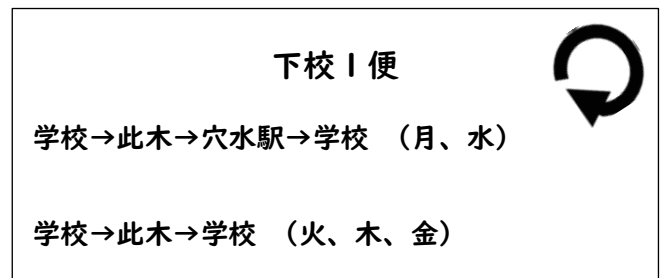 下校1便
学校→此木→穴水駅→学校 （月、水）
学校→此木→学校 （火、木、金）